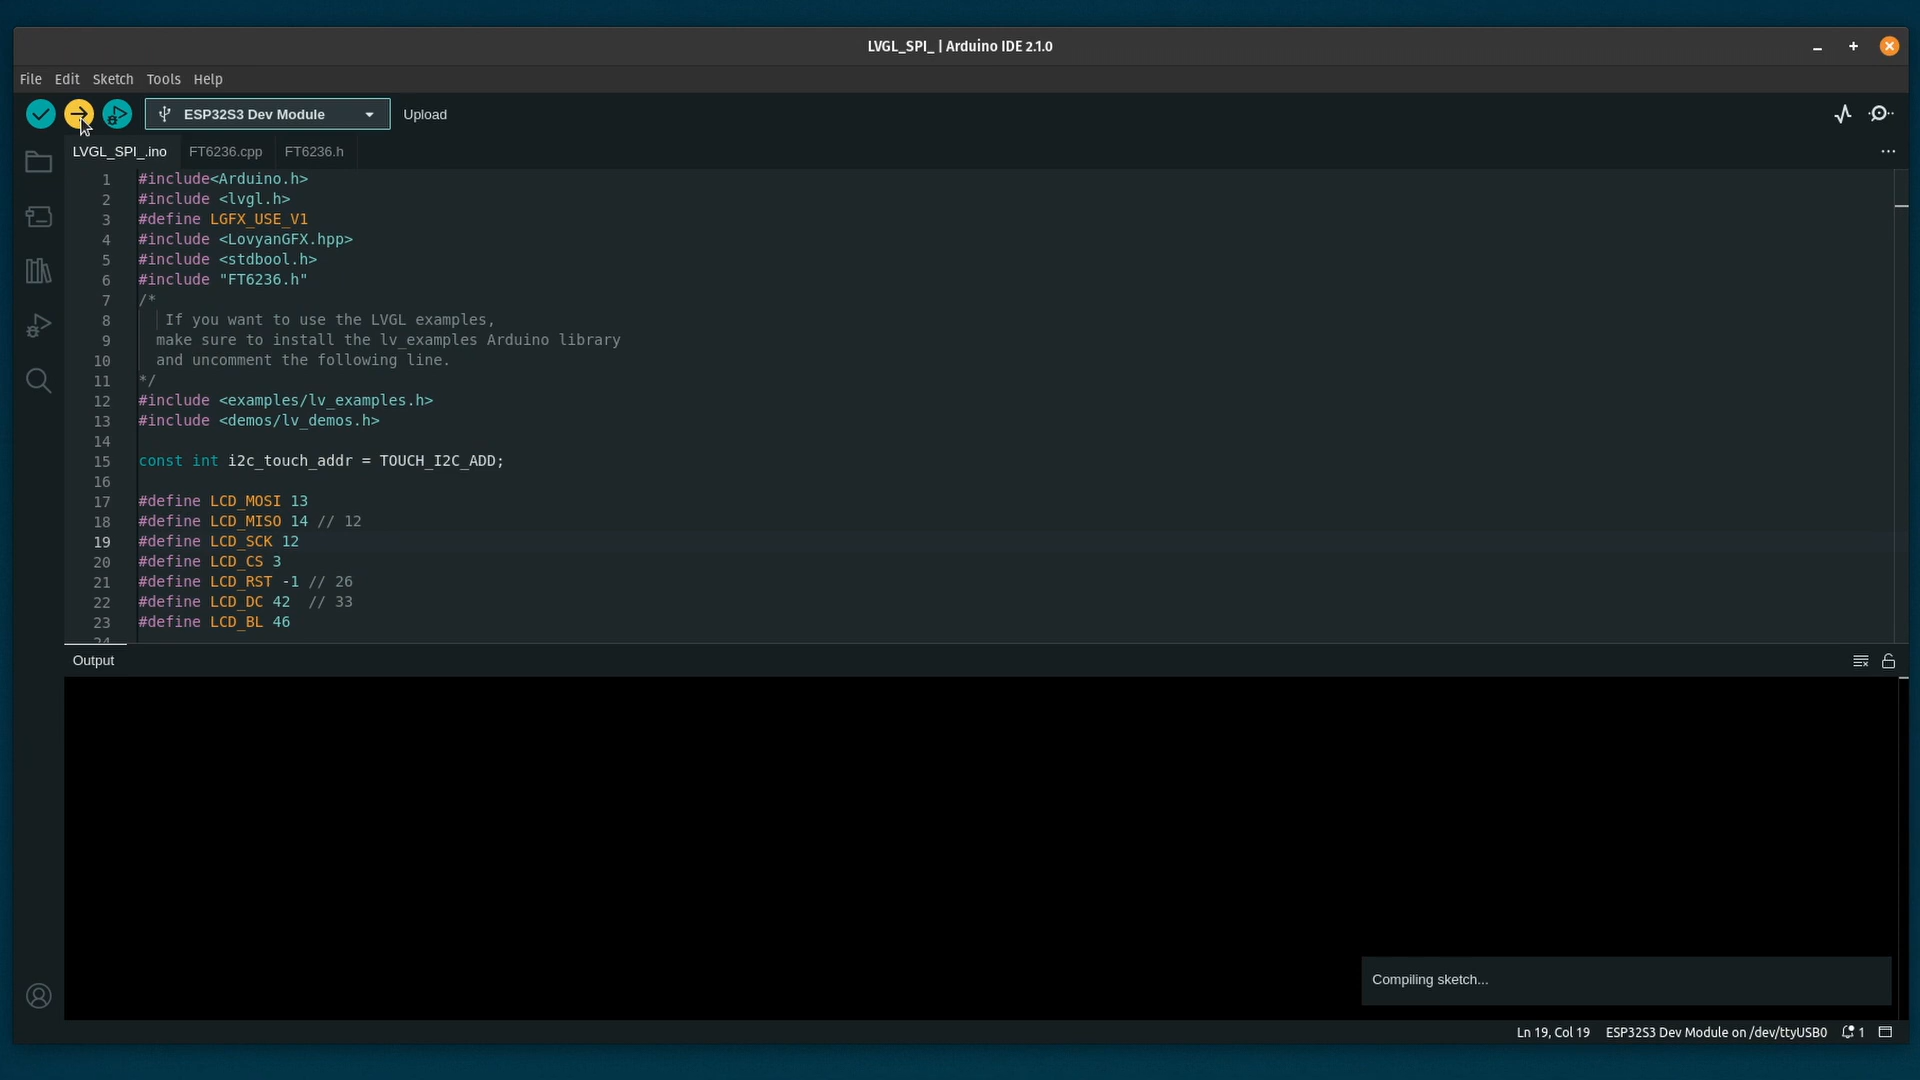 LVGL_SPI_ | Arduino IDE 2.1.0
File Edit Sketch Tools Help
ESP32S3 Dev Module Upload
LVGL_SPI_.ino FT6236.cpp FT6236.h
1 #include<Arduino.h>
2 #include <lvgl.h>
3 #define LGFX_USE_V1
4 #include <LovyanGFX.hpp>
5 #include <stdbool.h>
6 #include "FT6236.h"
7 /*
8 If you want to use the LVGL examples,
9 make sure to install the lv_examples Arduino library
10 and uncomment the following line.
11 */
12 #include <examples/lv_examples.h>
13 #include <demos/lv_demos.h>
14
15 const int i2c_touch_addr = TOUCH_I2C_ADD;
16
17 #define LCD_MOSI 13
18 #define LCD_MISO 14 // 12
19 #define LCD_SCK 12
20 #define LCD_CS 3
21 #define LCD_RST -1 // 26
22 #define LCD_DC 42  // 33
23 #define LCD_BL 46
24
Output
Compiling sketch...
Ln 19, Col 19 ESP32S3 Dev Module on /dev/ttyUSB0 1